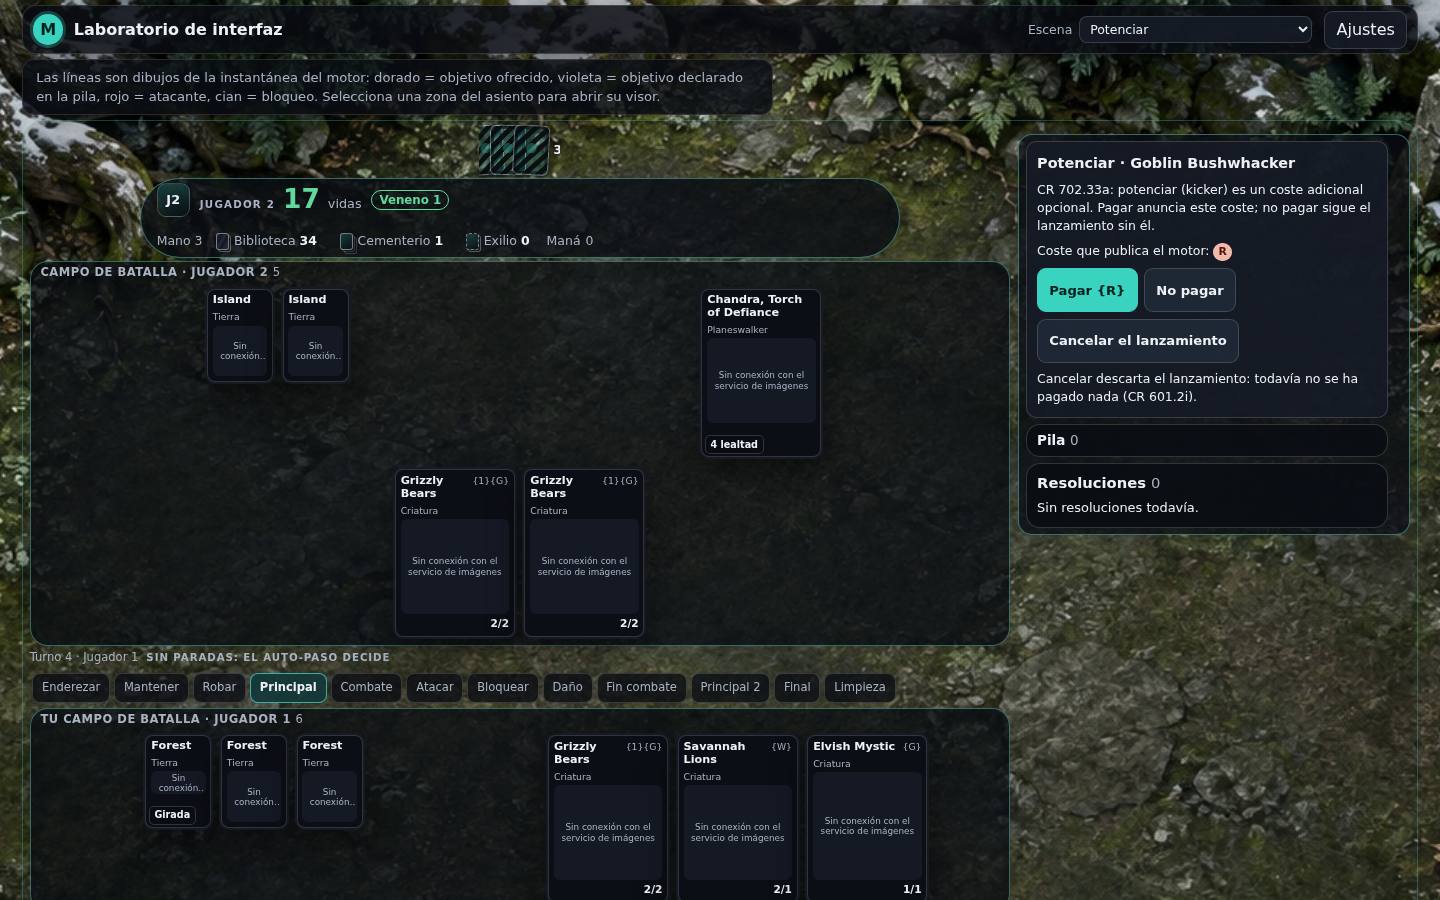 M Laboratorio de interfaz
Escena Potenciar Ajustes
Las líneas son dibujos de la instantánea del motor: dorado = objetivo ofrecido, violeta = objetivo declarado
en la pila, rojo = atacante, cian = bloqueo. Selecciona una zona del asiento para abrir su visor.
3
J2 JUGADOR 2 17 vidas Veneno 1
Mano 3 Biblioteca 34 Cementerio 1 Exilio 0 Maná 0
CAMPO DE BATALLA · JUGADOR 2 5
Island
Tierra
Sin
conexión..
Island
Tierra
Sin
conexión..
Chandra, Torch
of Defiance
Planeswalker
Sin conexión con el
servicio de imágenes
4 lealtad
Grizzly
Bears
{1}{G}
Criatura
Sin conexión con el
servicio de imágenes
2/2
Grizzly
Bears
{1}{G}
Criatura
Sin conexión con el
servicio de imágenes
2/2
Turno 4 · Jugador 1 SIN PARADAS: EL AUTO-PASO DECIDE
Enderezar Mantener Robar Principal Combate Atacar Bloquear Daño Fin combate Principal 2 Final Limpieza
TU CAMPO DE BATALLA · JUGADOR 1 6
Forest
Tierra
Sin
conexión..
Girada
Forest
Tierra
Sin
conexión..
Forest
Tierra
Sin
conexión..
Grizzly
Bears
{1}{G}
Criatura
Sin conexión con el
servicio de imágenes
2/2
Savannah
Lions
{W}
Criatura
Sin conexión con el
servicio de imágenes
2/1
Elvish Mystic {G}
Criatura
Sin conexión con el
servicio de imágenes
1/1
Potenciar · Goblin Bushwhacker
CR 702.33a: potenciar (kicker) es un coste adicional
opcional. Pagar anuncia este coste; no pagar sigue el
lanzamiento sin él.
Coste que publica el motor: R
Pagar {R} No pagar
Cancelar el lanzamiento
Cancelar descarta el lanzamiento: todavía no se ha
pagado nada (CR 601.2i).
Pila 0
Resoluciones 0
Sin resoluciones todavía.